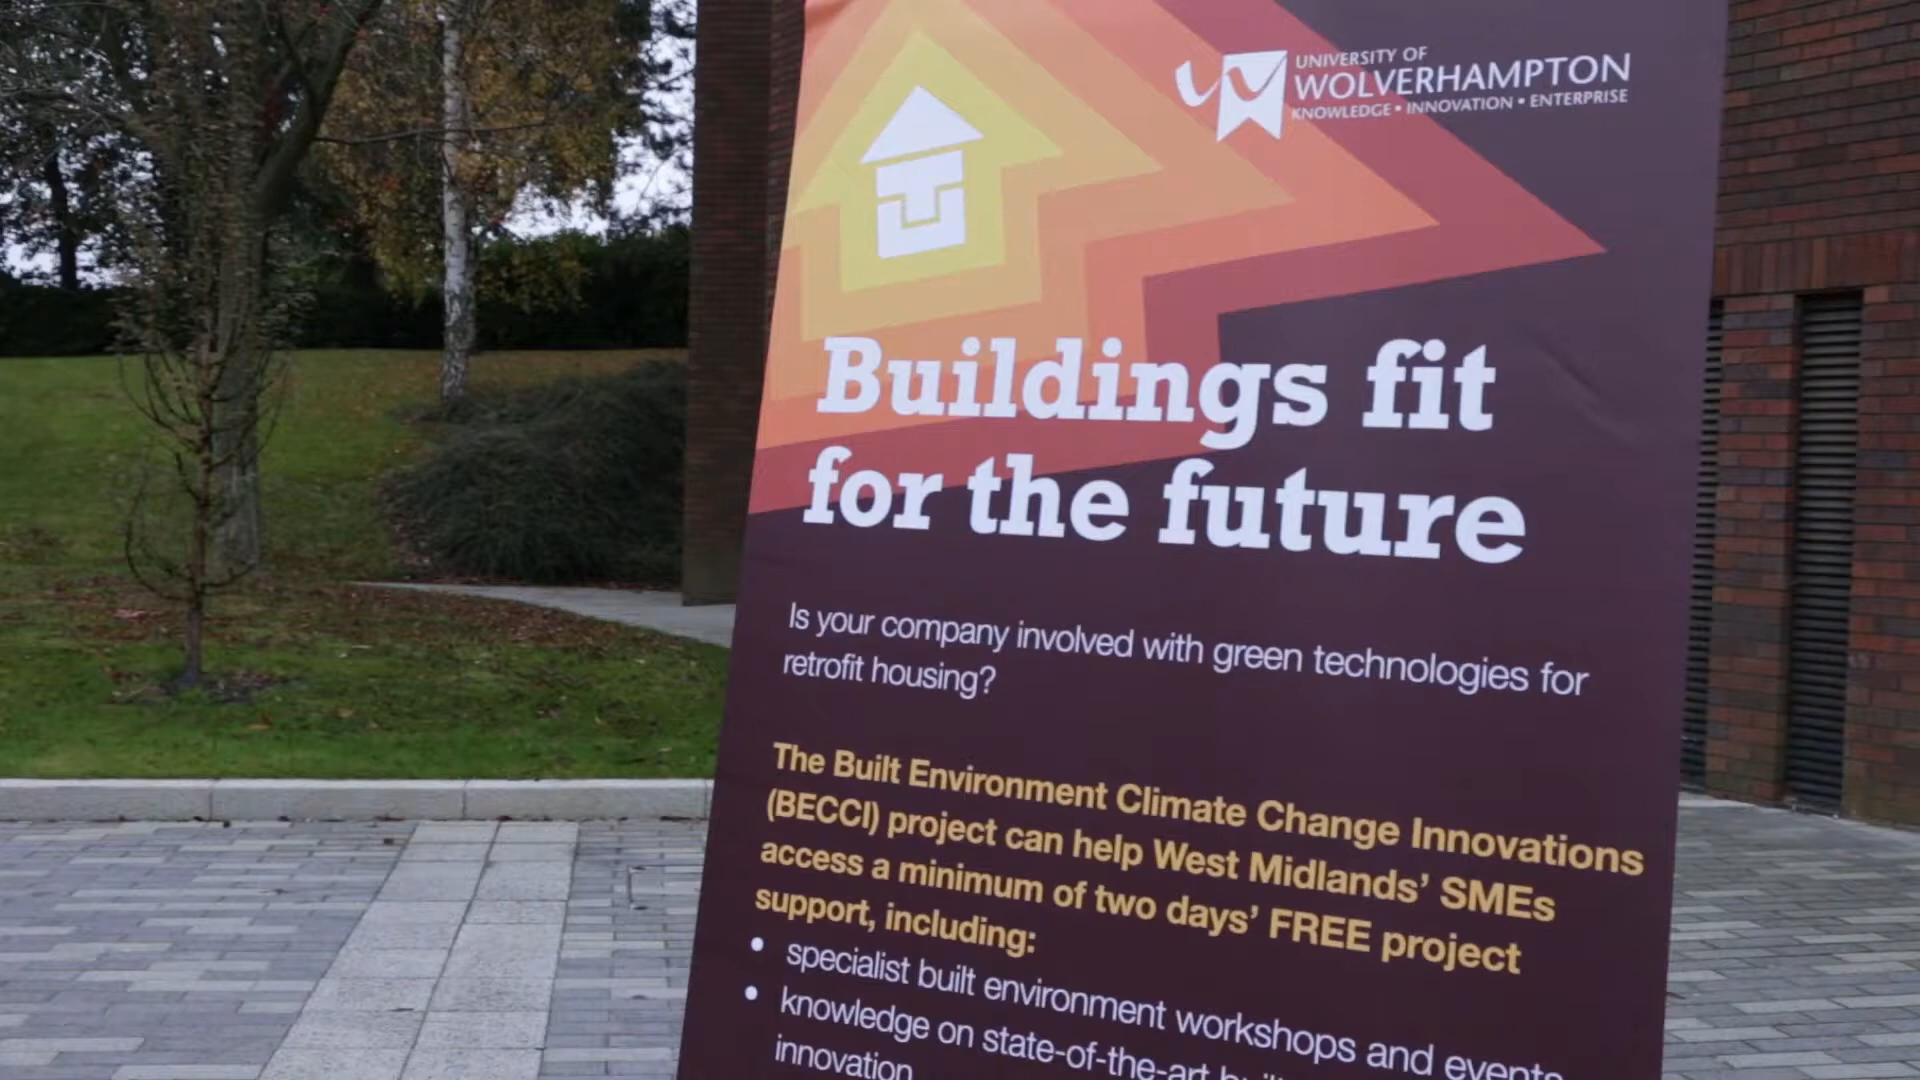 UNIVERSITY OF
WOLVERHAMPTON
KNOWLEDGE • INNOVATION • ENTERPRISE
Buildings fit
for the future
Is your company involved with green technologies for
retrofit housing?
The Built Environment Climate Change Innovations
(BECCI) project can help West Midlands’ SMEs
access a minimum of two days’ FREE project
support, including:
• specialist built environment workshops and events
• knowledge on state-of-the-art
innovation